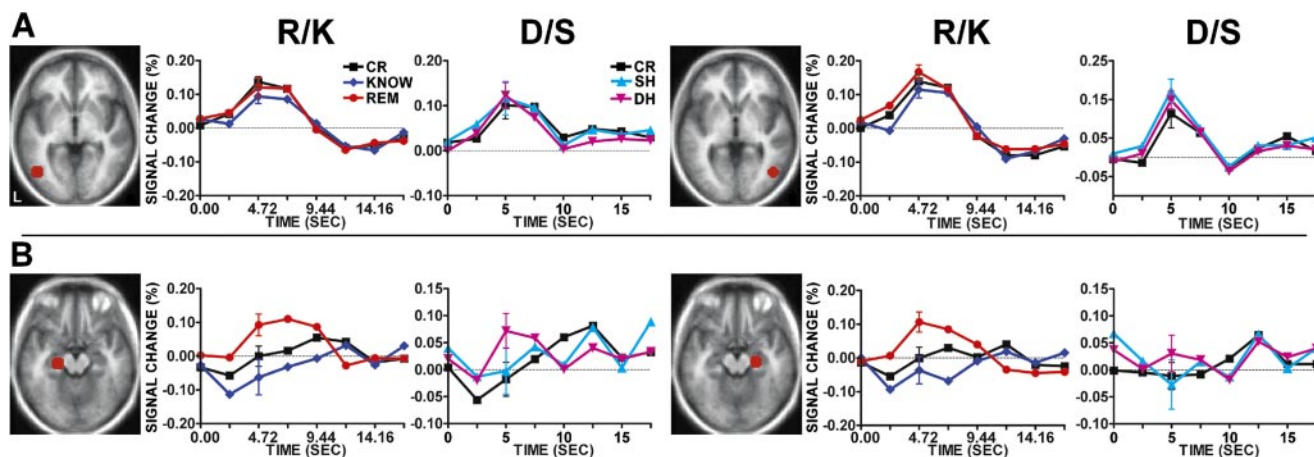 A
R/K
D/S
R/K
D/S
SIGNAL CHANGE (%)
0.20
0.10
0.00
-0.10
-0.20
0.00
4.72
9.44
14.16
TIME (SEC)
CR
KNOW
REM
0.20
0.10
0.00
-0.10
0
5
10
15
TIME (SEC)
CR
SH
DH
L
SIGNAL CHANGE (%)
0.20
0.10
0.00
-0.10
-0.20
0.00
4.72
9.44
14.16
TIME (SEC)
0.25
0.15
0.05
-0.05
0
5
10
15
TIME (SEC)
B
SIGNAL CHANGE (%)
0.20
0.10
0.00
-0.10
-0.20
0.00
4.72
9.44
14.16
TIME (SEC)
0.15
0.10
0.05
0.00
-0.05
0.10
0
5
10
15
TIME (SEC)
SIGNAL CHANGE (%)
0.20
0.10
0.00
-0.10
-0.20
0.00
4.72
9.44
14.16
TIME (SEC)
0.15
0.10
0.05
0.00
-0.05
0.10
0
5
10
15
TIME (SEC)